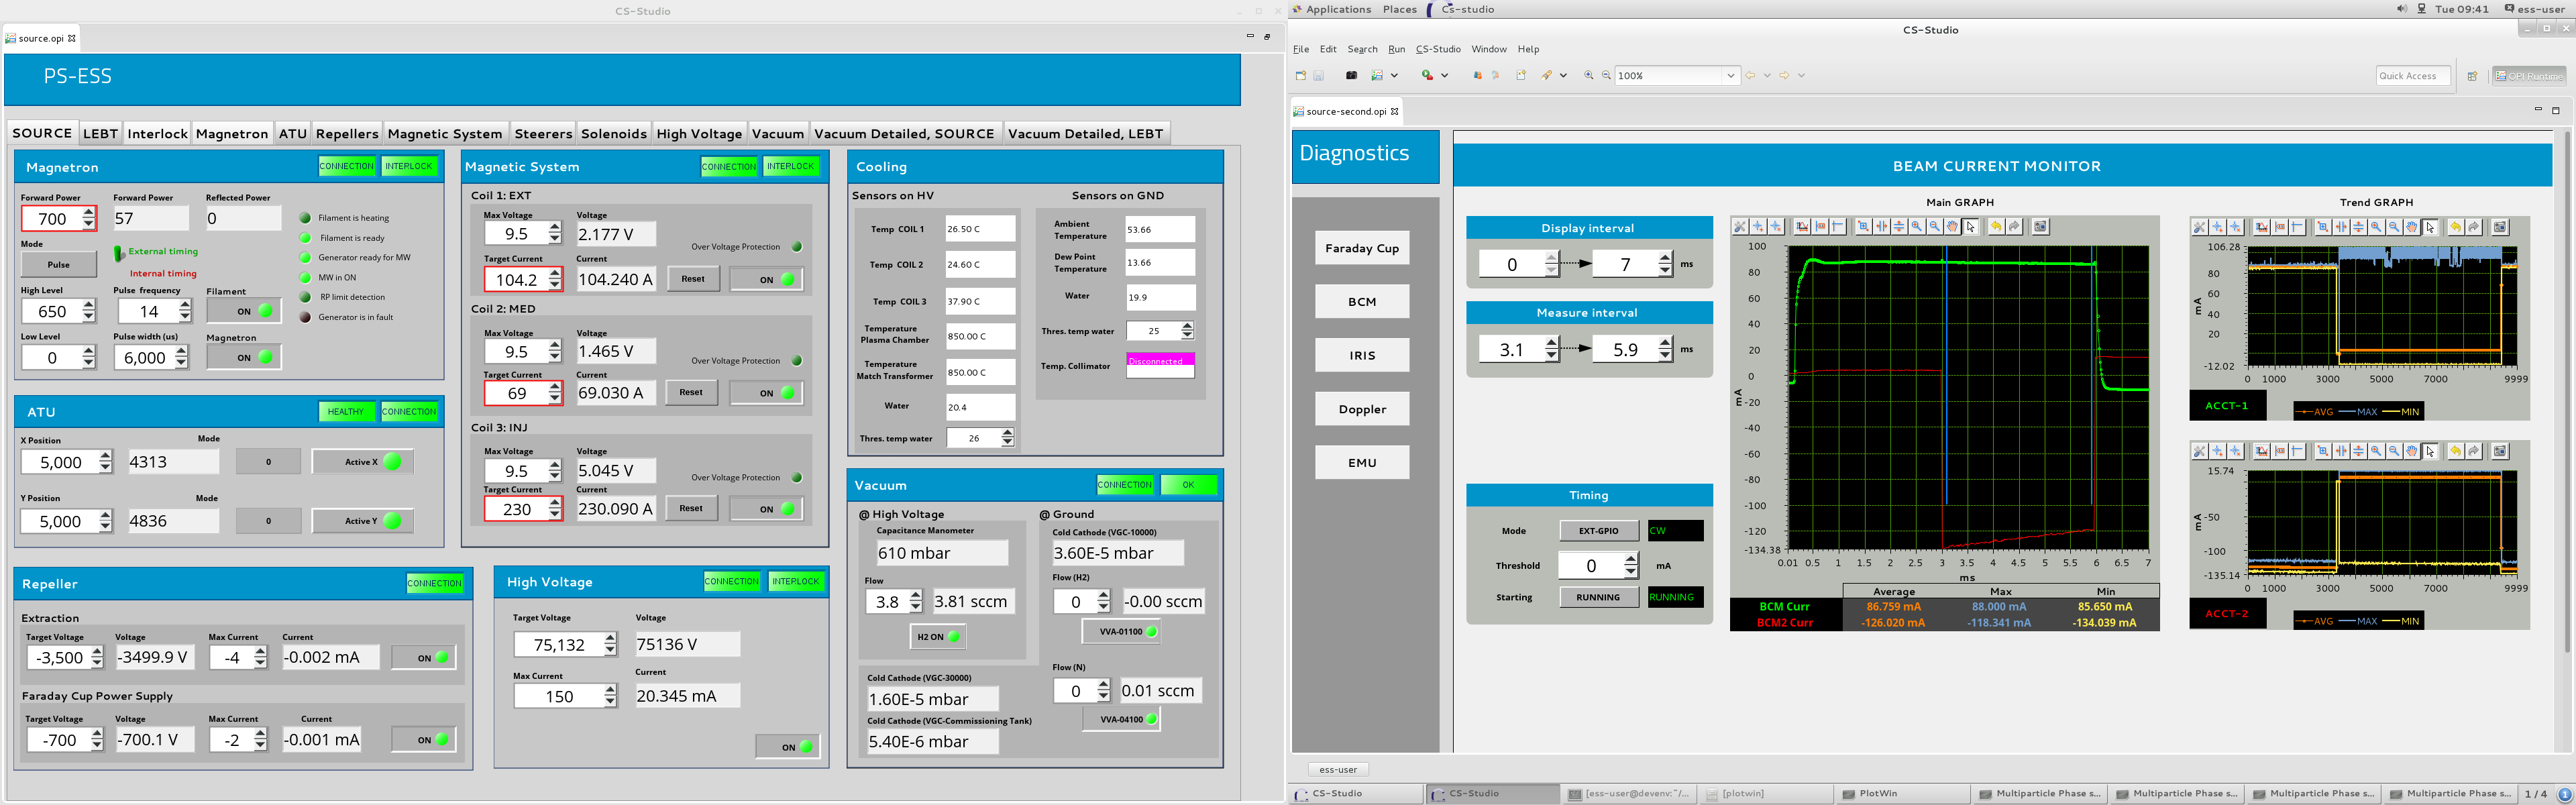 CS-Studio
source.opi
PS-ESS
SOURCE LEBT Interlock Magnetron ATU Repellers Magnetic System Steerers Solenoids High Voltage Vacuum Vacuum Detailed, SOURCE Vacuum Detailed, LEBT
Magnetron CONNECTION INTERLOCK
Forward Power Forward Power Reflected Power
700 57 0
Mode
Pulse
External timing
Internal timing
High Level Pulse frequency Filament
650 14 ON
Low Level Pulse width (us) Magnetron
0 6,000 ON
Filament is heating
Filament is ready
Generator ready for MW
MW in ON
RP limit detection
Generator is in fault
ATU HEALTHY CONNECTION
X Position Mode
5,000 4313 0 Active X
Y Position Mode
5,000 4836 0 Active Y
Repeller CONNECTION
Extraction
Target Voltage Voltage Max Current Current
-3,500 -3499.9 V -4 -0.002 mA ON
Faraday Cup Power Supply
Target Voltage Voltage Max Current Current
-700 -700.1 V -2 -0.001 mA ON
Magnetic System CONNECTION INTERLOCK
Coil 1: EXT
Max Voltage Voltage
9.5 2.177 V Over Voltage Protection
Target Current Current
104.2 104.240 A Reset ON
Coil 2: MED
Max Voltage Voltage
9.5 1.465 V Over Voltage Protection
Target Current Current
69 69.030 A Reset ON
Coil 3: INJ
Max Voltage Voltage
9.5 5.045 V Over Voltage Protection
Target Current Current
230 230.090 A Reset ON
High Voltage CONNECTION INTERLOCK
Target Voltage Voltage
75,132 75136 V
Max Current Current
150 20.345 mA
ON
Cooling
Sensors on HV
Temp COIL 1 26.50 C
Temp COIL 2 24.60 C
Temp COIL 3 37.90 C
Temperature Plasma Chamber 850.00 C
Temperature Match Transformer 850.00 C
Water 20.4
Thres. temp water 26
Sensors on GND
Ambient Temperature 53.66
Dew Point Temperature 13.66
Water 19.9
Thres. temp water 25
Temp. Collimator Disconnected
Vacuum CONNECTION OK
@ High Voltage
Capacitance Manometer
610 mbar
Flow
3.8 3.81 sccm
H2 ON
Cold Cathode (VGC-30000)
1.60E-5 mbar
Cold Cathode (VGC-Commissioning Tank)
5.40E-6 mbar
@ Ground
Cold Cathode (VGC-10000)
3.60E-5 mbar
Flow (H2)
0 -0.00 sccm
VVA-01100
Flow (N)
0 0.01 sccm
VVA-04100
Applications Places Cs-studio Tue 09:41 ess-user
CS-Studio
File Edit Search Run CS-Studio Window Help
100% Quick Access OPI Runtime
source-second.opi
Diagnostics
Faraday Cup
BCM
IRIS
Doppler
EMU
BEAM CURRENT MONITOR
Display interval
0 7 ms
Measure interval
3.1 5.9 ms
Timing
Mode EXT-GPIO CW
Threshold 0 mA
Starting RUNNING RUNNING
Main GRAPH
100
80
60
40
20
0
-20
-40
-60
-80
-100
-120
-134.38
mA
0.01 0.5 1 1.5 2 2.5 3 3.5 4 4.5 5 5.5 6 6.5 7
ms
Average Max Min
BCM Curr 86.759 mA 88.000 mA 85.650 mA
BCM2 Curr -126.020 mA -118.341 mA -134.039 mA
Trend GRAPH
106.28
80
60
40
20
-12.02
mA
0 1000 3000 5000 7000 9999
ACCT-1 AVG MAX MIN
15.74
-50
-100
-135.14
mA
0 1000 3000 5000 7000 9999
ACCT-2 AVG MAX MIN
ess-user
CS-Studio CS-Studio [ess-user@devenv:~/... [plotwin] PlotWin Multiparticle Phase s... Multiparticle Phase s... Multiparticle Phase s... Multiparticle Phase s... 1 / 4